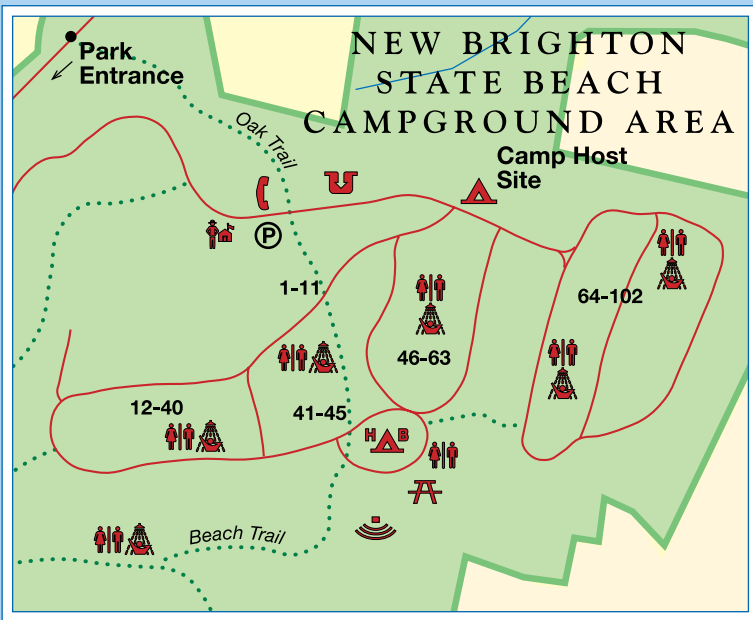 NEW BRIGHTON
STATE BEACH
CAMPGROUND AREA
Park
Entrance
Oak Trail
Camp Host
Site
P
1-11
64-102
46-63
12-40
41-45
H B
Beach Trail